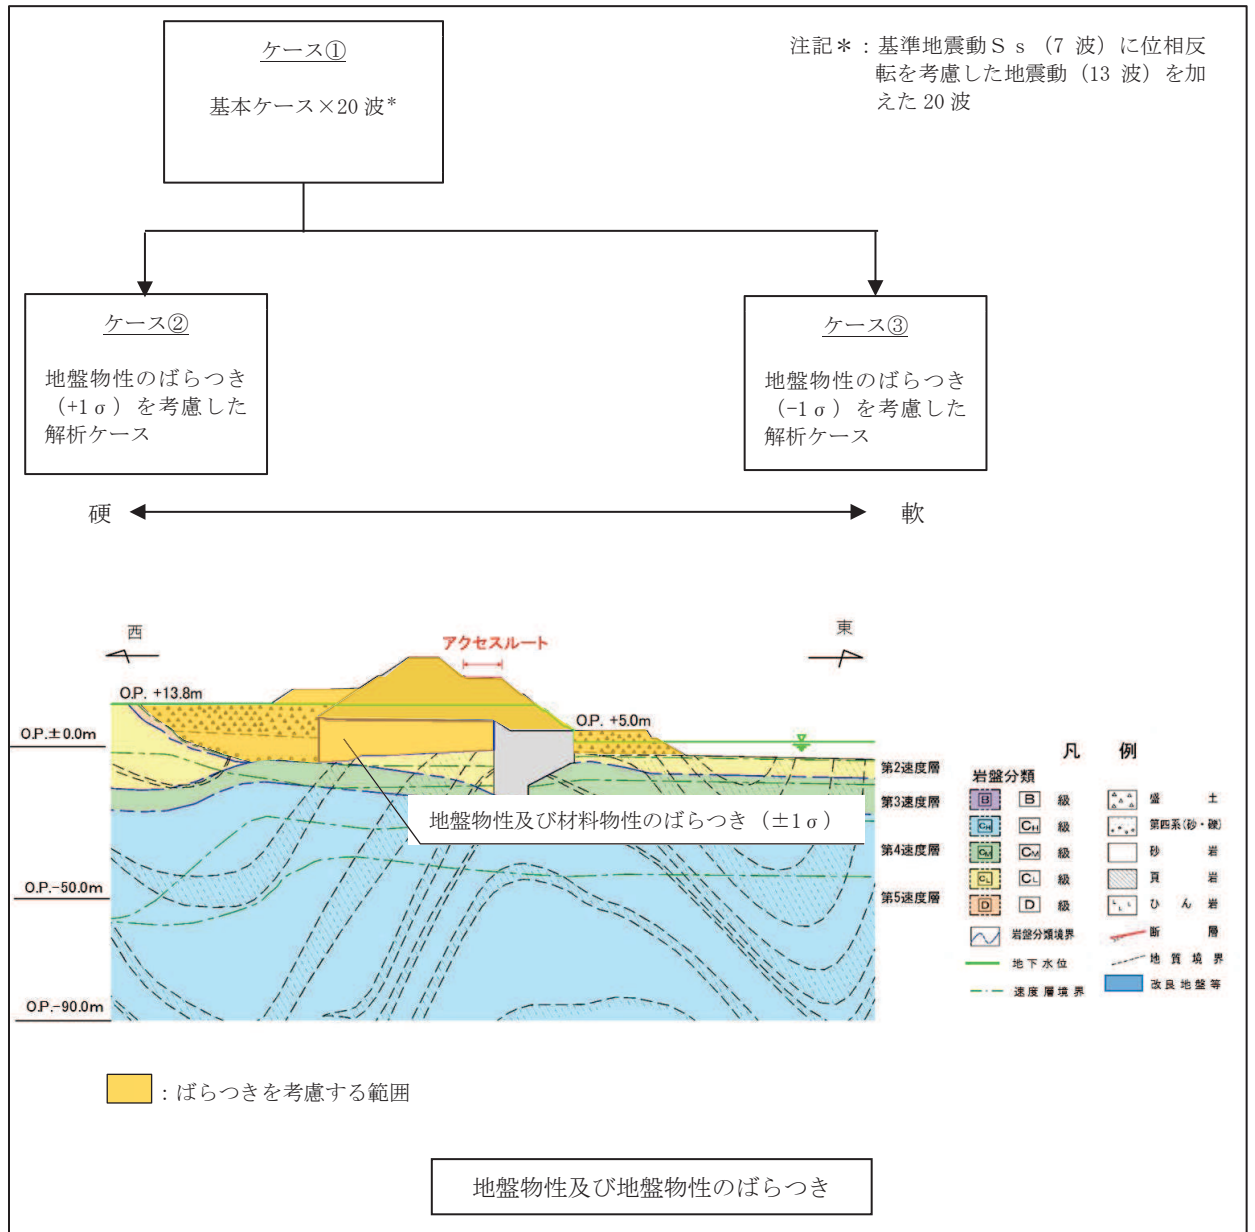 ケース①
基本ケース×20 波*
注記＊：基準地震動Ｓｓ（7 波）に位相反
転を考慮した地震動（13 波）を加
えた 20 波
ケース②
地盤物性のばらつき
（+1σ）を考慮した
解析ケース
ケース③
地盤物性のばらつき
（-1σ）を考慮した
解析ケース
硬
軟
西
アクセスルート
東
O.P. +13.8m
O.P. +5.0m
O.P.±0.0m
O.P.-50.0m
O.P.-90.0m
地盤物性及び材料物性のばらつき（±1σ）
第2速度層
第3速度層
第4速度層
第5速度層
凡　例
岩盤分類
B B 級 盛土
CH CH 級 第四系(砂・礫)
CM CM 級 砂岩
CL CL 級 頁岩
D D 級 ひん岩
岩盤分類境界 断層
地下水位 地質境界
速度層境界 改良地盤等
：ばらつきを考慮する範囲
地盤物性及び地盤物性のばらつき